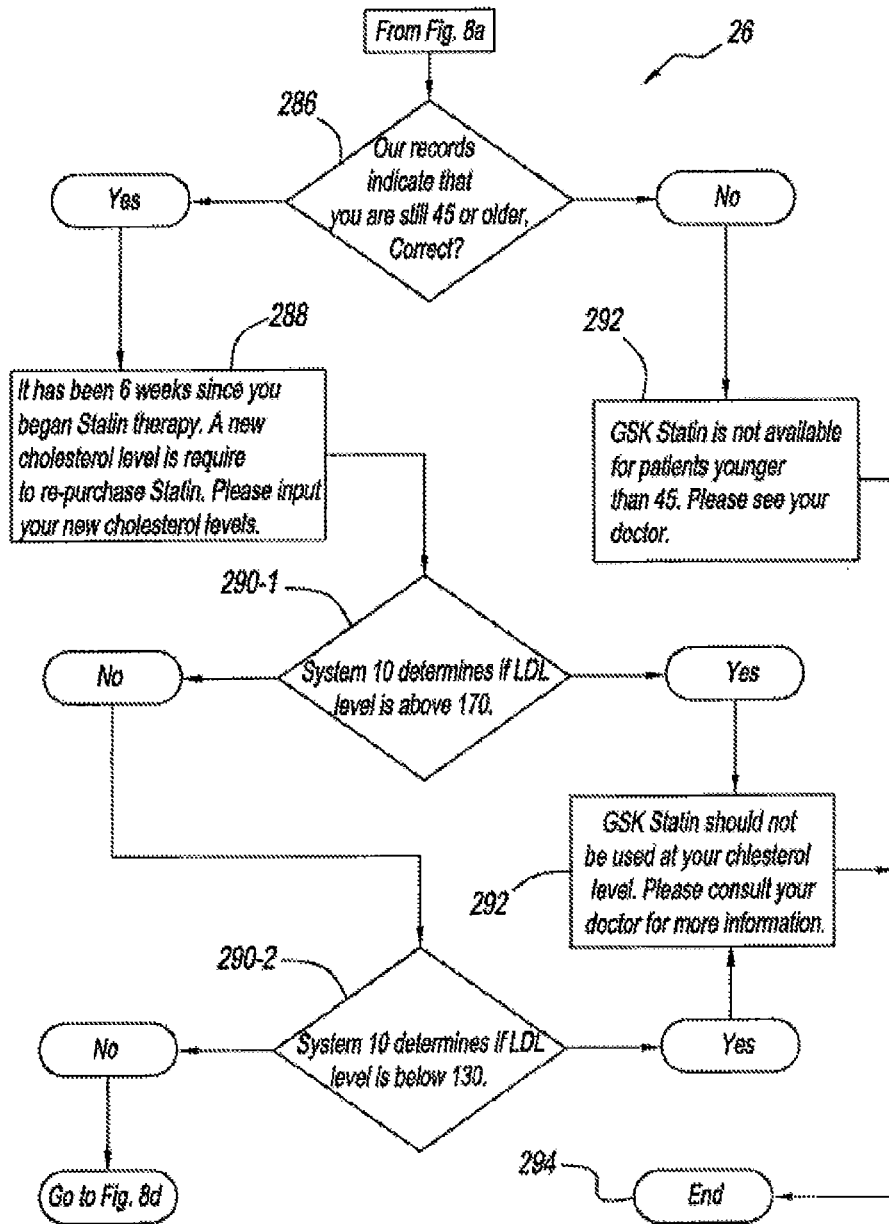 From Fig. 8a
26
286
Our records
indicate that
you are still 45 or older,
Correct?
Yes
No
288
It has been 6 weeks since you
began Statin therapy. A new
cholesterol level is require
to re-purchase Statin. Please input
your new cholesterol levels.
292
GSK Statin is not available
for patients younger
than 45. Please see your
doctor.
290-1
System 10 determines if LDL
level is above 170.
No
Yes
292
GSK Statin should not
be used at your chlesterol
level. Please consult your
doctor for more information.
290-2
System 10 determines if LDL
level is below 130.
No
Yes
Go to Fig. 8d
294
End